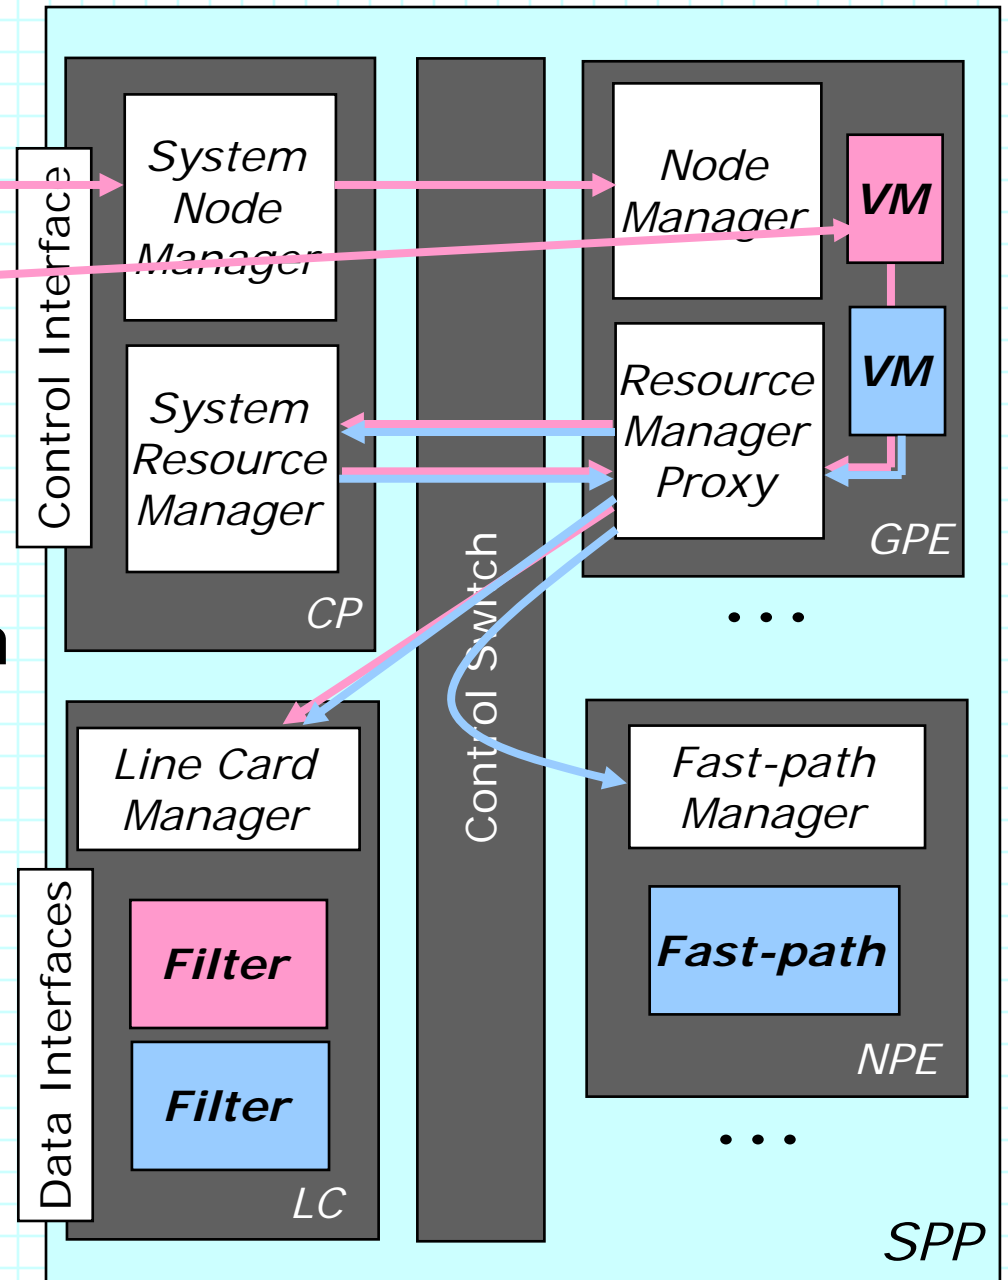 Control Interface
System
Node
Manager
System
Resource
Manager
CP
Control Switch
Node
Manager
VM
VM
Resource
Manager
Proxy
GPE
...
Data Interfaces
Line Card
Manager
Filter
Filter
LC
Fast-path
Manager
Fast-path
NPE
...
SPP